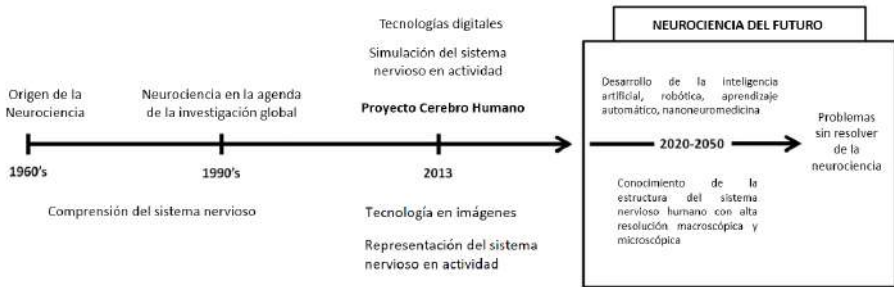 Tecnologías digitales
Simulación del sistema
nervioso en actividad
Origen de la
Neurociencia
Neurociencia en la agenda
de la investigación global
Proyecto Cerebro Humano
1960's
1990's
2013
Comprensión del sistema nervioso
Tecnología en imágenes
Representación del sistema
nervioso en actividad
NEUROCIENCIA DEL FUTURO
Desarrollo de la inteligencia
artificial, robótica, aprendizaje
automático, nanoneuromedicina
2020-2050
Conocimiento de la
estructura del sistema
nervioso humano con alta
resolución macroscópica y
microscópica
Problemas
sin resolver
de la
neurociencia